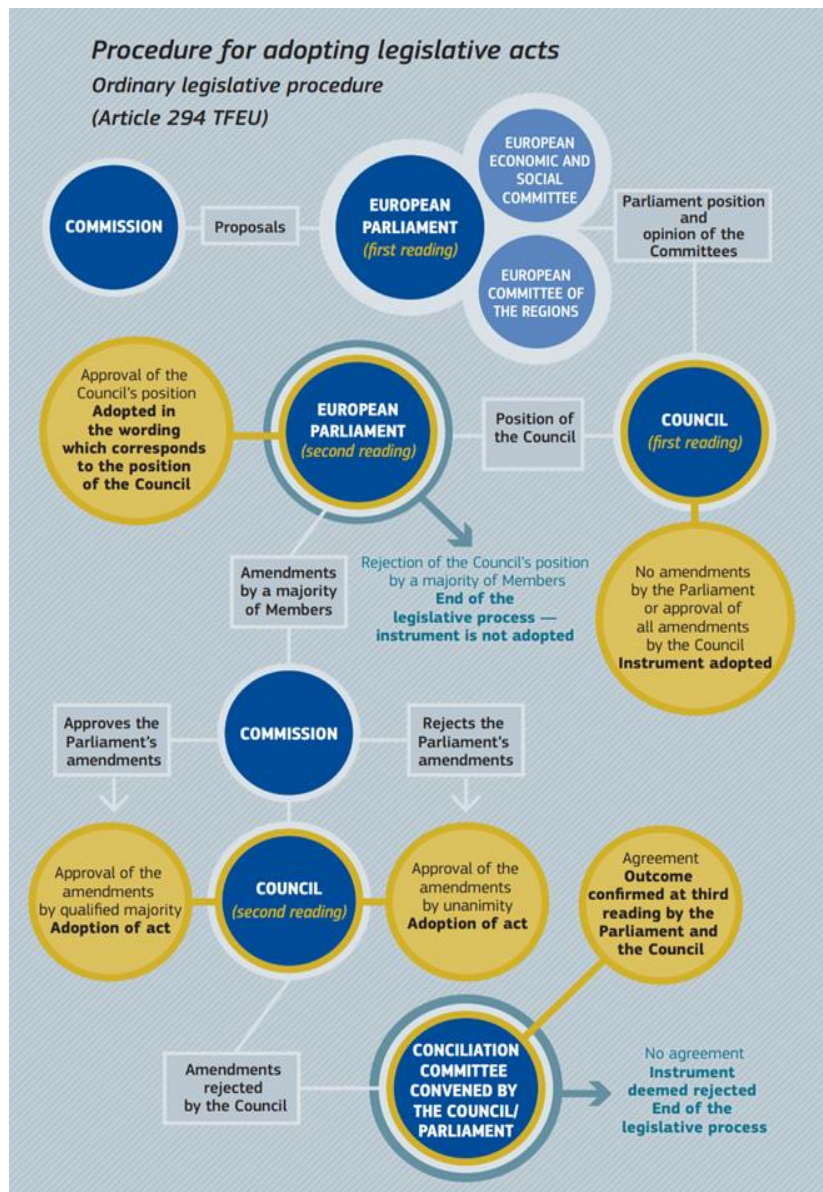 Procedure for adopting legislative acts
Ordinary legislative procedure
(Article 294 TFEU)
COMMISSION
Proposals
EUROPEAN
PARLIAMENT
(first reading)
EUROPEAN
ECONOMIC AND
SOCIAL
COMMITTEE
EUROPEAN
COMMITTEE OF
THE REGIONS
Parliament position
and
opinion of the
Committees
Approval of the
Council's position
Adopted in
the wording
which corresponds
to the position
of the Council
EUROPEAN
PARLIAMENT
(second reading)
Position of
the Council
COUNCIL
(first reading)
Amendments
by a majority
of Members
Rejection of the Council's position
by a majority of Members
End of the
legislative process —
instrument is not adopted
No amendments
by the Parliament
or approval of
all amendments
by the Council
Instrument adopted
Approves the
Parliament's
amendments
COMMISSION
Rejects the
Parliament's
amendments
Approval of the
amendments
by qualified majority
Adoption of act
COUNCIL
(second reading)
Approval of the
amendments
by unanimity
Adoption of act
Agreement
Outcome
confirmed at third
reading by the
Parliament and
the Council
Amendments
rejected
by the Council
CONCILIATION
COMMITTEE
CONVENED BY
THE COUNCIL/
PARLIAMENT
No agreement
Instrument
deemed rejected
End of the
legislative process